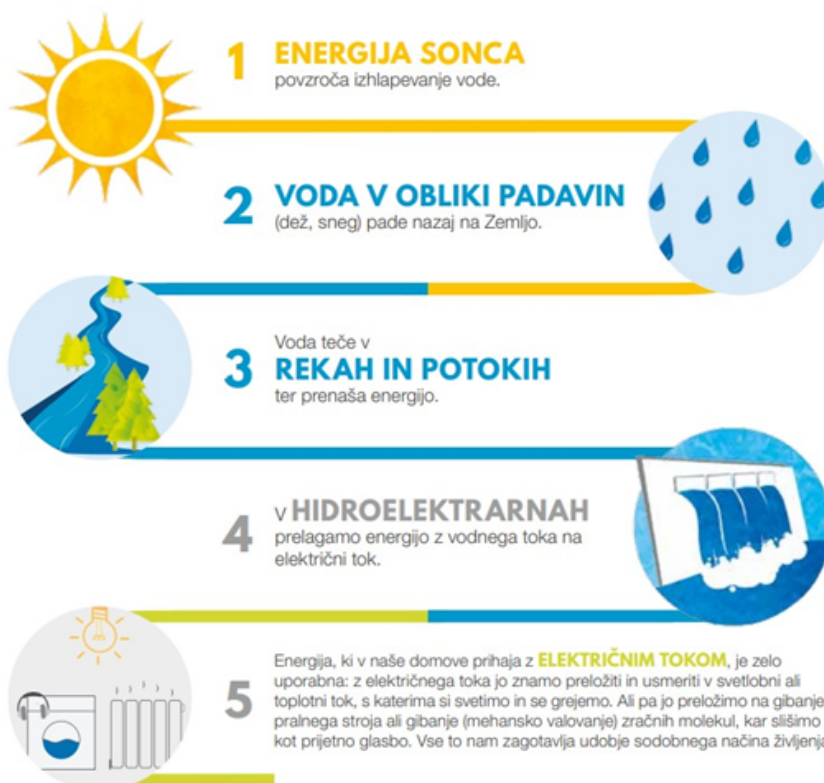 1 ENERGIJA SONCA
povzroča izhlapevanje vode.
2 VODA V OBLIKI PADAVIN
(dež, sneg) pade nazaj na Zemljo.
Voda teče v
3 REKAH IN POTOKIH
ter prenaša energijo.
4 V HIDROELEKTRARNAH
prelagamo energijo z vodnega toka na
električni tok.
5 Energija, ki v naše domove prihaja z ELEKTRIČNIM TOKOM, je zelo
uporabna: z električnega toka jo znamo preložiti in usmeriti v svetlobni ali
toplotni tok, s katerima si svetimo in se grejemo. Ali pa jo preložimo na gibanje
pralnega stroja ali gibanje (mehansko valovanje) zračnih molekul, kar slišimo
kot prijetno glasbo. Vse to nam zagotavlja udobje sodobnega načina življenja